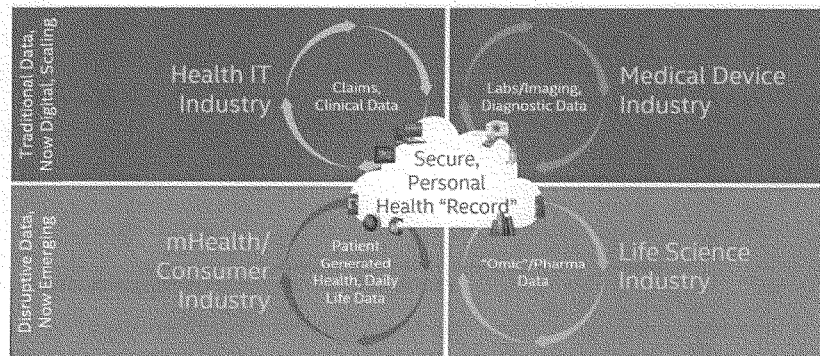 Traditional Data,
Now Digital, Scaling
Health IT
Industry
Claims,
Clinical Data
Labs/Imaging,
Diagnostic Data
Medical Device
Industry
Secure,
Personal
Health “Record”
Disruptive Data,
Now Emerging
mHealth/
Consumer
Industry
Patient
Generated
Health, Daily
Life Data
“Omic”/Pharma
Data
Life Science
Industry